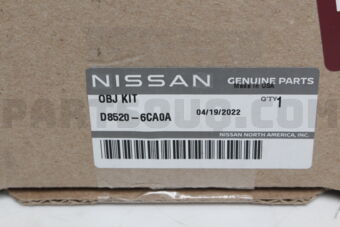 NISSAN GENUINE PARTS
Made in USA
OBJ KIT Q'TY 1
D8520-6CA0A 04/19/2022
NISSAN NORTH AMERICA, INC.